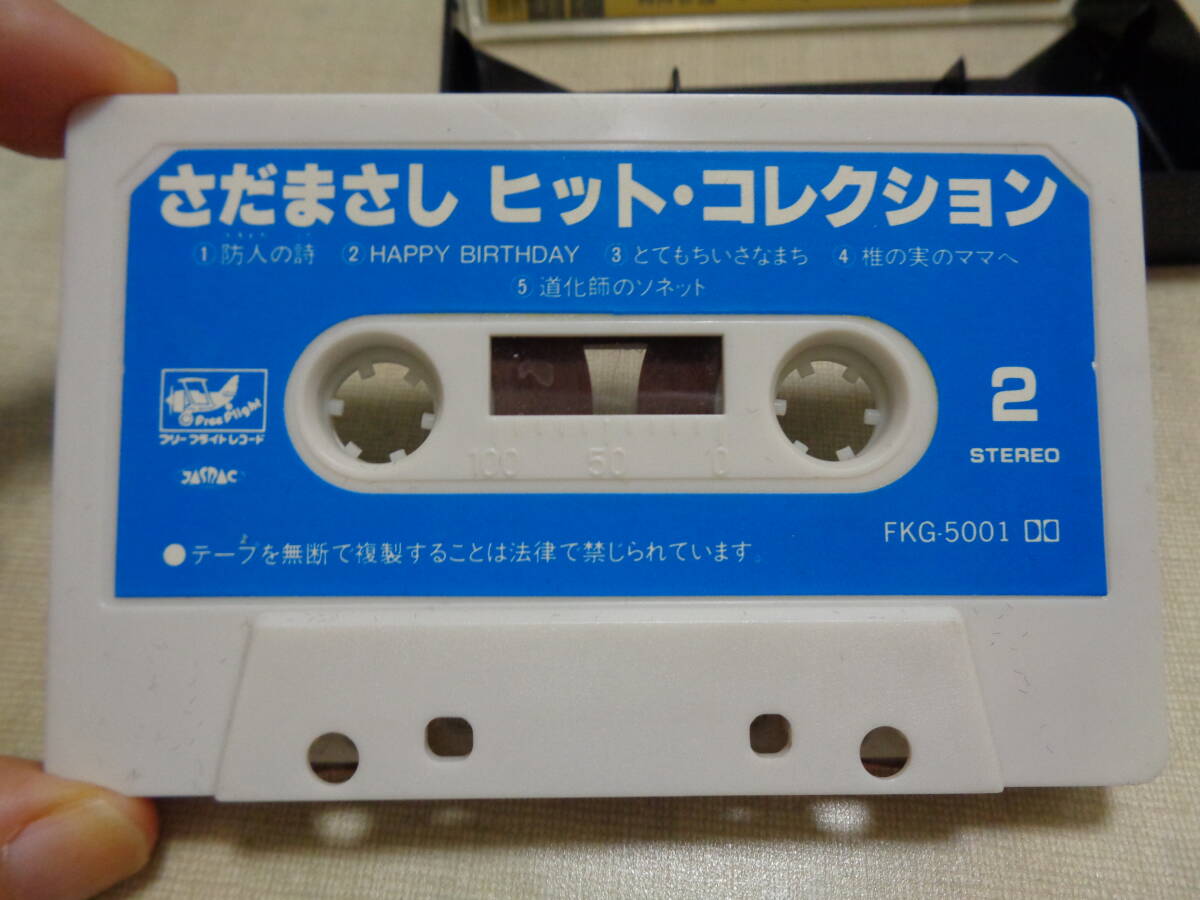 さだまさし ヒット・コレクション
①防人の詩 ②HAPPY BIRTHDAY ③とてもちいさなまち ④椎の実のママへ
⑤道化師のソネット
Free Flight
フリーフライトレコード
JASRAC
2
STEREO
100 50 10
FKG-5001
●テープを無断で複製することは法律で禁じられています。